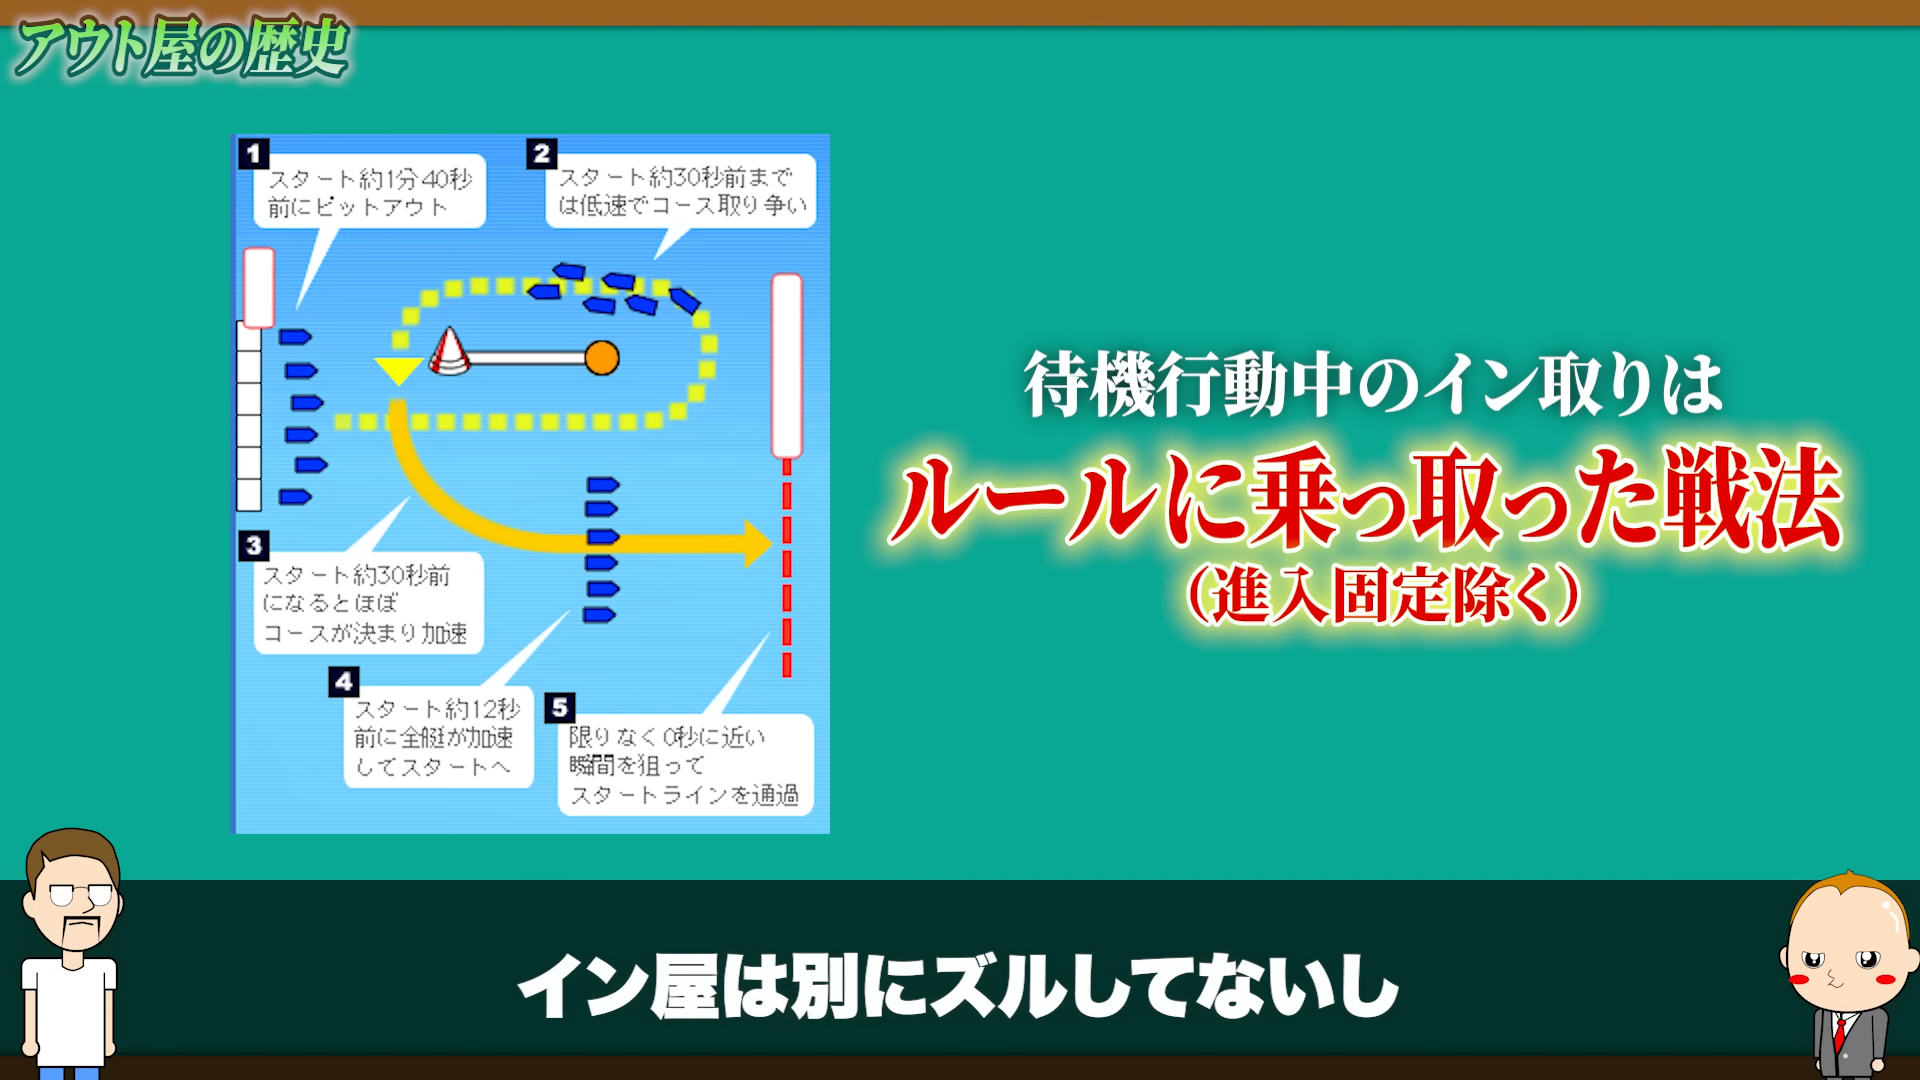 アウト屋の歴史
1
スタート約1分40秒
前にピットアウト
2
スタート約30秒前まで
は低速でコース取り争い
3
スタート約30秒前
になるとほぼ
コースが決まり加速
4
スタート約12秒
前に全艇が加速
してスタートへ
5
限りなく0秒に近い
瞬間を狙って
スタートラインを通過
待機行動中のイン取りは
ルールに乗っ取った戦法
（進入固定除く）
イン屋は別にズルしてないし